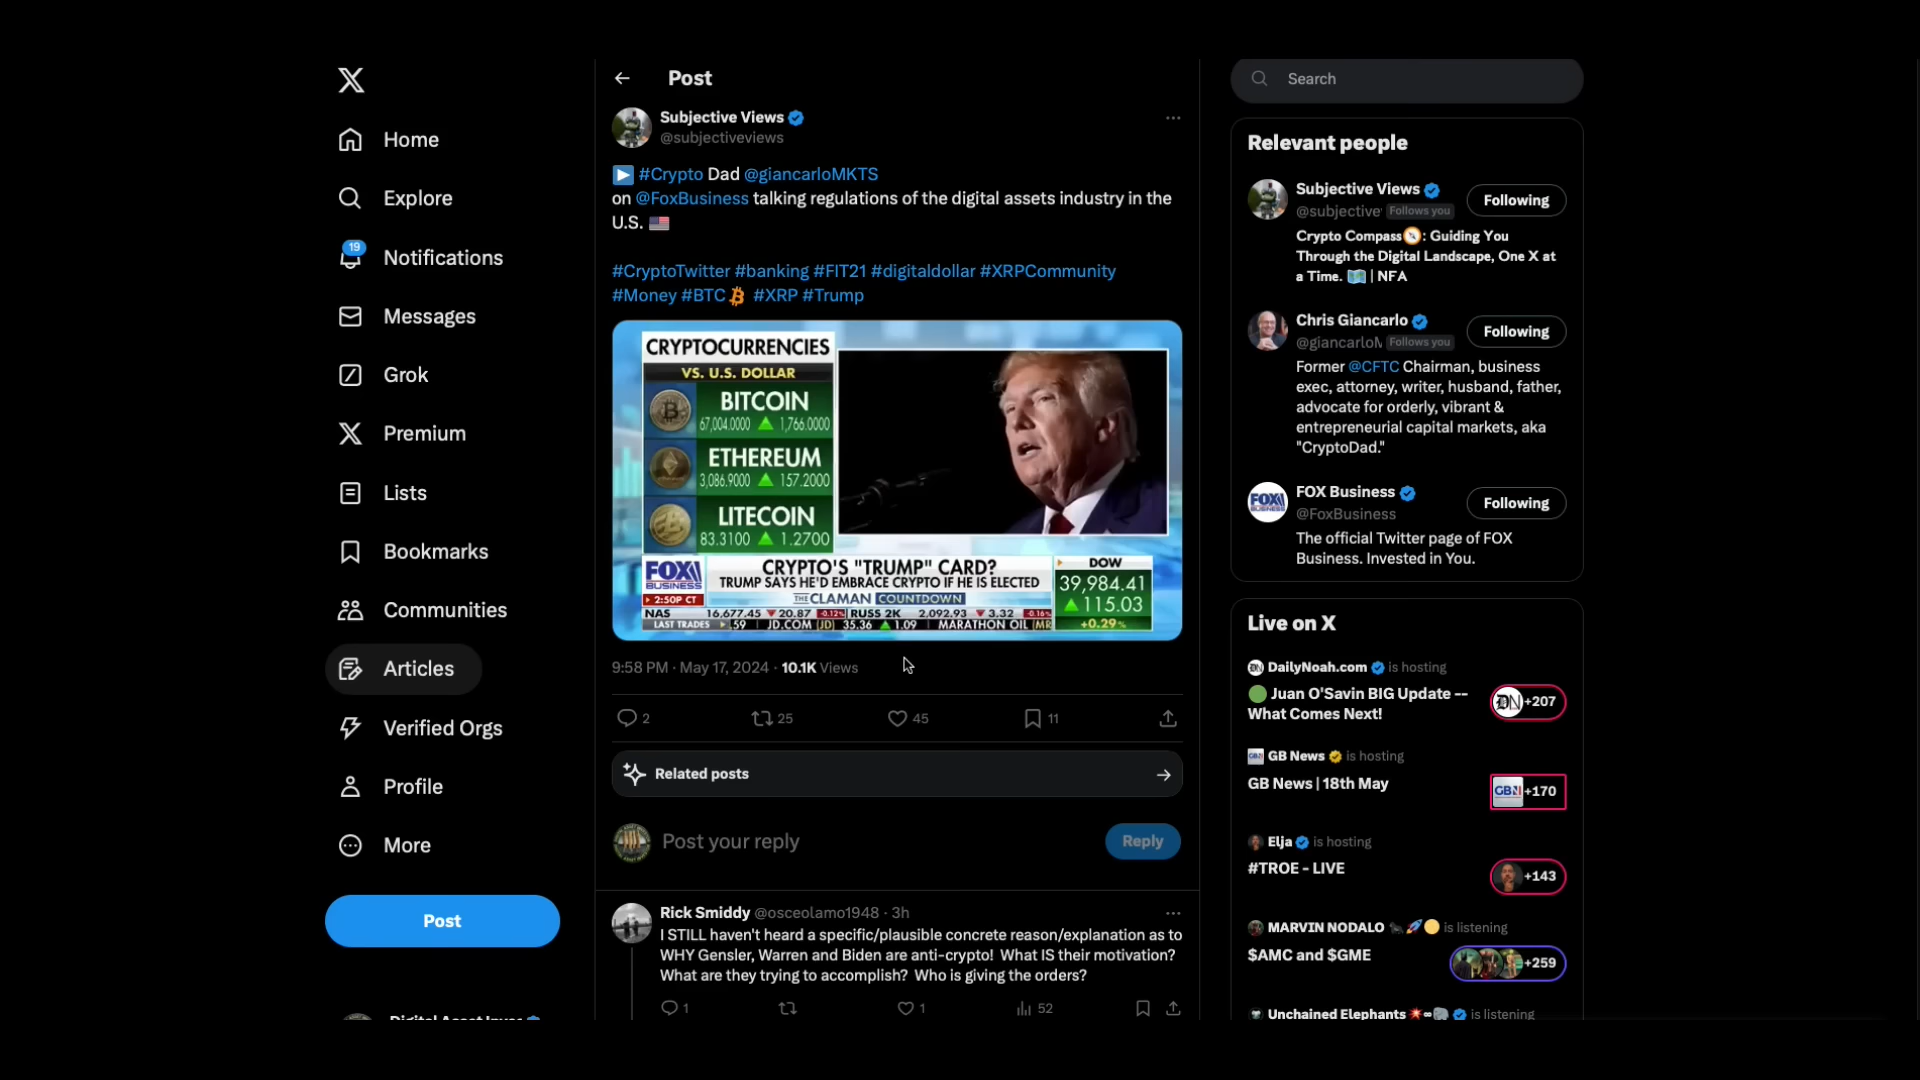 Home
Explore
19
Notifications
Messages
Grok
Premium
Lists
Bookmarks
Communities
Articles
Verified Orgs
Profile
More
Post
Post
Subjective Views
@subjectiveviews
#Crypto Dad @giancarloMKTS
on @FoxBusiness talking regulations of the digital assets industry in the
U.S.
#CryptoTwitter #banking #FIT21 #digitaldollar #XRPCommunity
#Money #BTC #XRP #Trump
CRYPTOCURRENCIES
VS. U.S. DOLLAR
BITCOIN
67,004.0000 ▲ 1,766.0000
ETHEREUM
3,086.9000 ▲ 157.2000
LITECOIN
83.3100 ▲ 1.2700
FOX
BUSINESS
2:50P CT
CRYPTO'S "TRUMP" CARD?
TRUMP SAYS HE'D EMBRACE CRYPTO IF HE IS ELECTED
THE CLAMAN COUNTDOWN
DOW
39,984.41
▲ 115.03
+0.29%
NAS 16,677.45 ▼ 20.87 -0.12% RUSS 2K 2,092.93 ▼ 3.32 -0.16%
LAST TRADES .59 JD.COM (JD) 35.36 ▲ 1.09 MARATHON OIL (MR
9:58 PM · May 17, 2024 · 10.1K Views
2 25 45 11
Related posts
Post your reply
Reply
Rick Smiddy @osceolamo1948 · 3h
I STILL haven't heard a specific/plausible concrete reason/explanation as to
WHY Gensler, Warren and Biden are anti-crypto! What IS their motivation?
What are they trying to accomplish? Who is giving the orders?
1 1 52
Search
Relevant people
Subjective Views
@subjective Follows you
Following
Crypto Compass: Guiding You
Through the Digital Landscape, One X at
a Time. | NFA
Chris Giancarlo
@giancarloM Follows you
Following
Former @CFTC Chairman, business
exec, attorney, writer, husband, father,
advocate for orderly, vibrant &
entrepreneurial capital markets, aka
"CryptoDad."
FOX Business
@FoxBusiness
Following
The official Twitter page of FOX
Business. Invested in You.
Live on X
DailyNoah.com is hosting
Juan O'Savin BIG Update --
What Comes Next!
+207
GB News is hosting
GB News | 18th May
+170
Elja is hosting
#TROE - LIVE
+143
MARVIN NODALO is listening
$AMC and $GME
+259
Unchained Elephants is listening